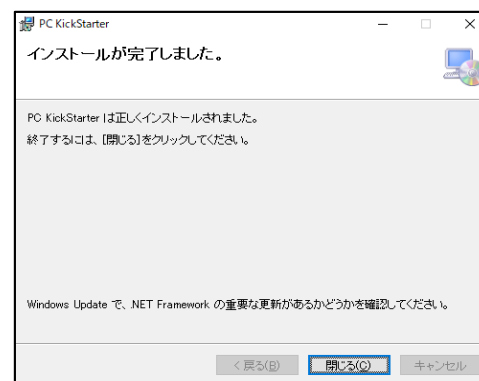 PC KickStarter
インストールが完了しました。
PC KickStarter は正しくインストールされました。
終了するには、[閉じる]をクリックしてください。
Windows Update で、.NET Framework の重要な更新があるかどうかを確認してください。
< 戻る(B) 閉じる(C) キャンセル